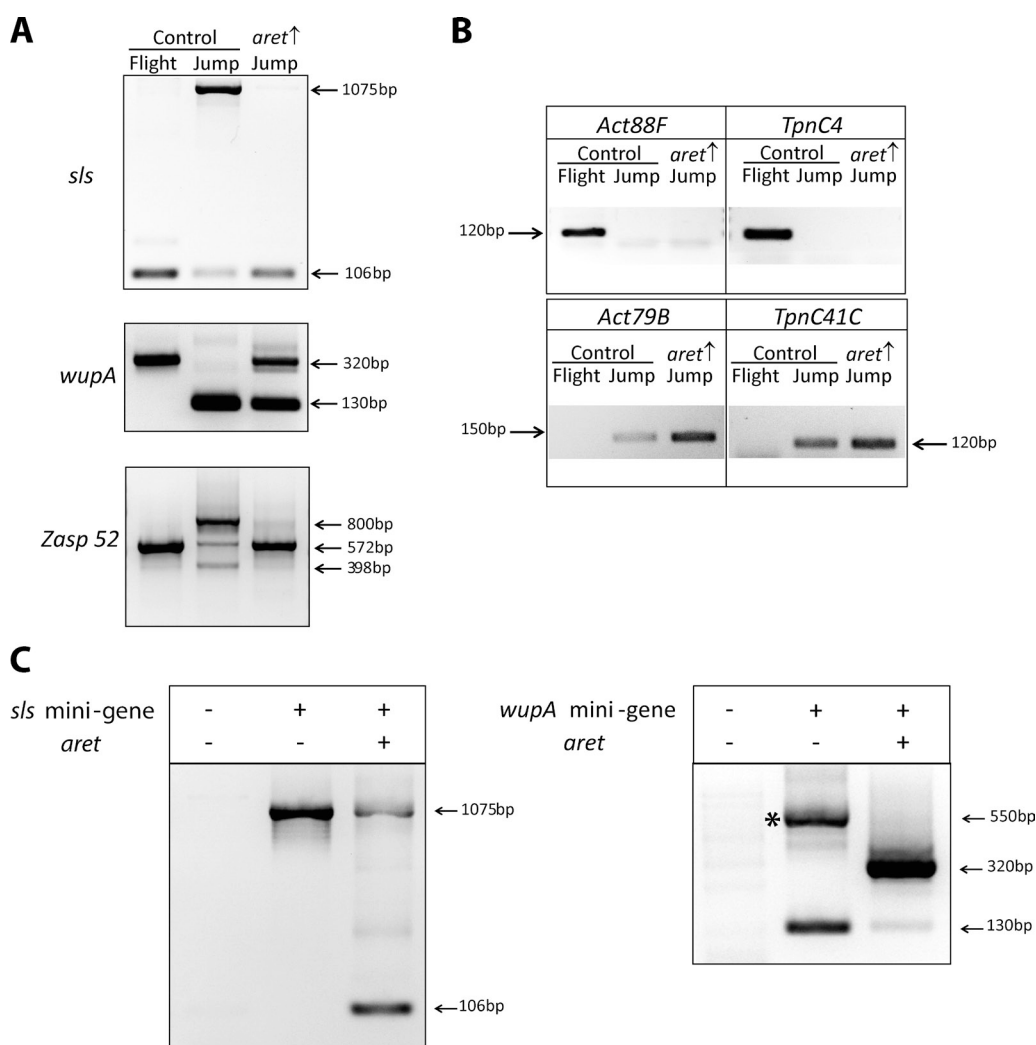 A
Control aret↑
Flight Jump Jump
sls
1075bp
106bp
wupA
320bp
130bp
Zasp 52
800bp
572bp
398bp
B
Act88F TpnC4
Control aret↑ Control aret↑
Flight Jump Jump Flight Jump Jump
120bp
Act79B TpnC41C
Control aret↑ Control aret↑
Flight Jump Jump Flight Jump Jump
150bp
120bp
C
sls mini-gene - + +
aret - - +
1075bp
106bp
wupA mini-gene - + +
aret - - +
* 550bp
320bp
130bp